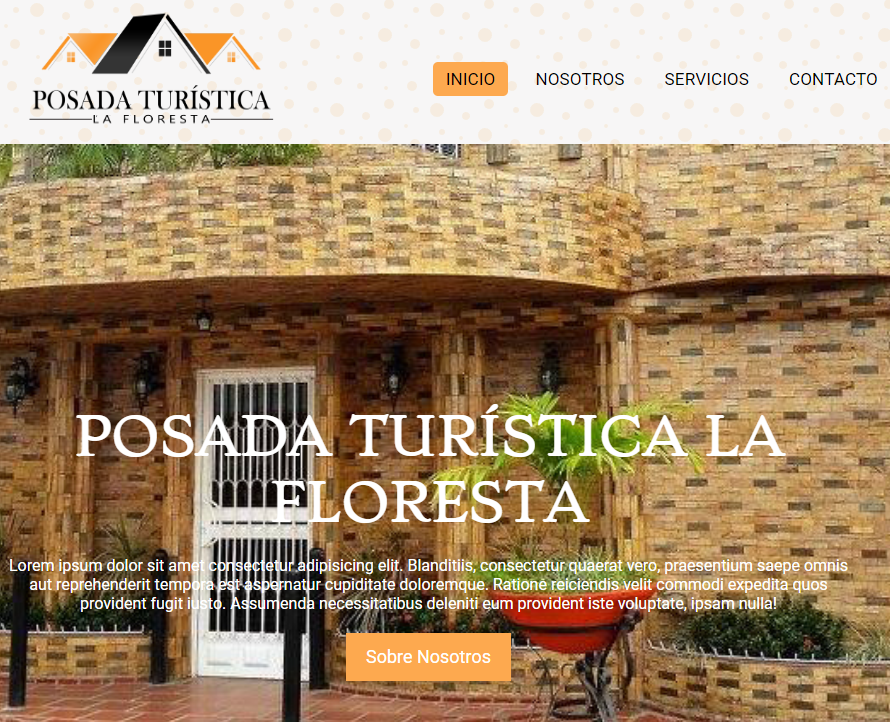 POSADA TURÍSTICA
LA FLORESTA
INICIO NOSOTROS SERVICIOS CONTACTO
POSADA TURÍSTICA LA
FLORESTA
Lorem ipsum dolor sit amet consectetur adipisicing elit. Blanditiis, consectetur quaerat vero, praesentium saepe omnis
aut reprehenderit tempora est aspernatur cupiditate doloremque. Ratione reiciendis velit commodi expedita quos
provident fugit iusto. Assumenda necessitatibus deleniti eum provident iste voluptate, ipsam nulla!
Sobre Nosotros